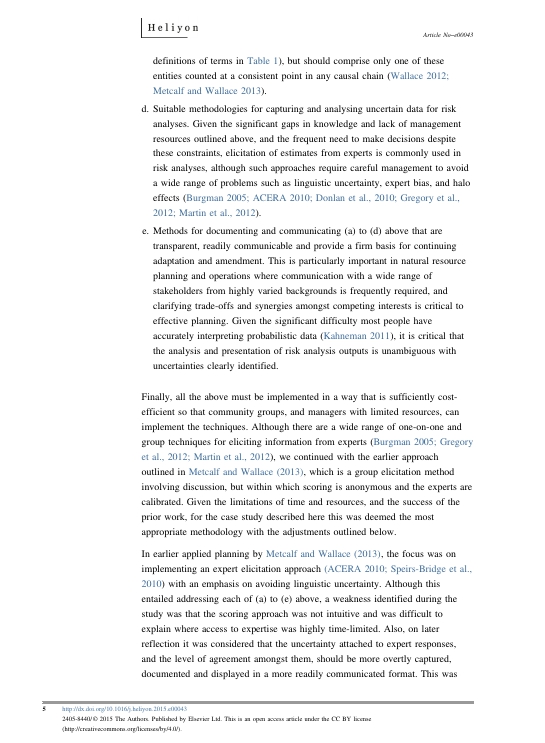 Heliyon
Article No~e00043
definitions of terms in Table 1), but should comprise only one of these
entities counted at a consistent point in any causal chain (Wallace 2012;
Metcalf and Wallace 2013).
d. Suitable methodologies for capturing and analysing uncertain data for risk
analyses. Given the significant gaps in knowledge and lack of management
resources outlined above, and the frequent need to make decisions despite
these constraints, elicitation of estimates from experts is commonly used in
risk analyses, although such approaches require careful management to avoid
a wide range of problems such as linguistic uncertainty, expert bias, and halo
effects (Burgman 2005; ACERA 2010; Donlan et al., 2010; Gregory et al.,
2012; Martin et al., 2012).
e. Methods for documenting and communicating (a) to (d) above that are
transparent, readily communicable and provide a firm basis for continuing
adaptation and amendment. This is particularly important in natural resource
planning and operations where communication with a wide range of
stakeholders from highly varied backgrounds is frequently required, and
clarifying trade-offs and synergies amongst competing interests is critical to
effective planning. Given the significant difficulty most people have
accurately interpreting probabilistic data (Kahneman 2011), it is critical that
the analysis and presentation of risk analysis outputs is unambiguous with
uncertainties clearly identified.
Finally, all the above must be implemented in a way that is sufficiently cost-
efficient so that community groups, and managers with limited resources, can
implement the techniques. Although there are a wide range of one-on-one and
group techniques for eliciting information from experts (Burgman 2005; Gregory
et al., 2012; Martin et al., 2012), we continued with the earlier approach
outlined in Metcalf and Wallace (2013), which is a group elicitation method
involving discussion, but within which scoring is anonymous and the experts are
calibrated. Given the limitations of time and resources, and the success of the
prior work, for the case study described here this was deemed the most
appropriate methodology with the adjustments outlined below.
In earlier applied planning by Metcalf and Wallace (2013), the focus was on
implementing an expert elicitation approach (ACERA 2010; Speirs-Bridge et al.,
2010) with an emphasis on avoiding linguistic uncertainty. Although this
entailed addressing each of (a) to (e) above, a weakness identified during the
study was that the scoring approach was not intuitive and was difficult to
explain where access to expertise was highly time-limited. Also, on later
reflection it was considered that the uncertainty attached to expert responses,
and the level of agreement amongst them, should be more overtly captured,
documented and displayed in a more readily communicated format. This was
5 http://dx.doi.org/10.1016/j.heliyon.2015.e00043
2405-8440/© 2015 The Authors. Published by Elsevier Ltd. This is an open access article under the CC BY license
(http://creativecommons.org/licenses/by/4.0/).